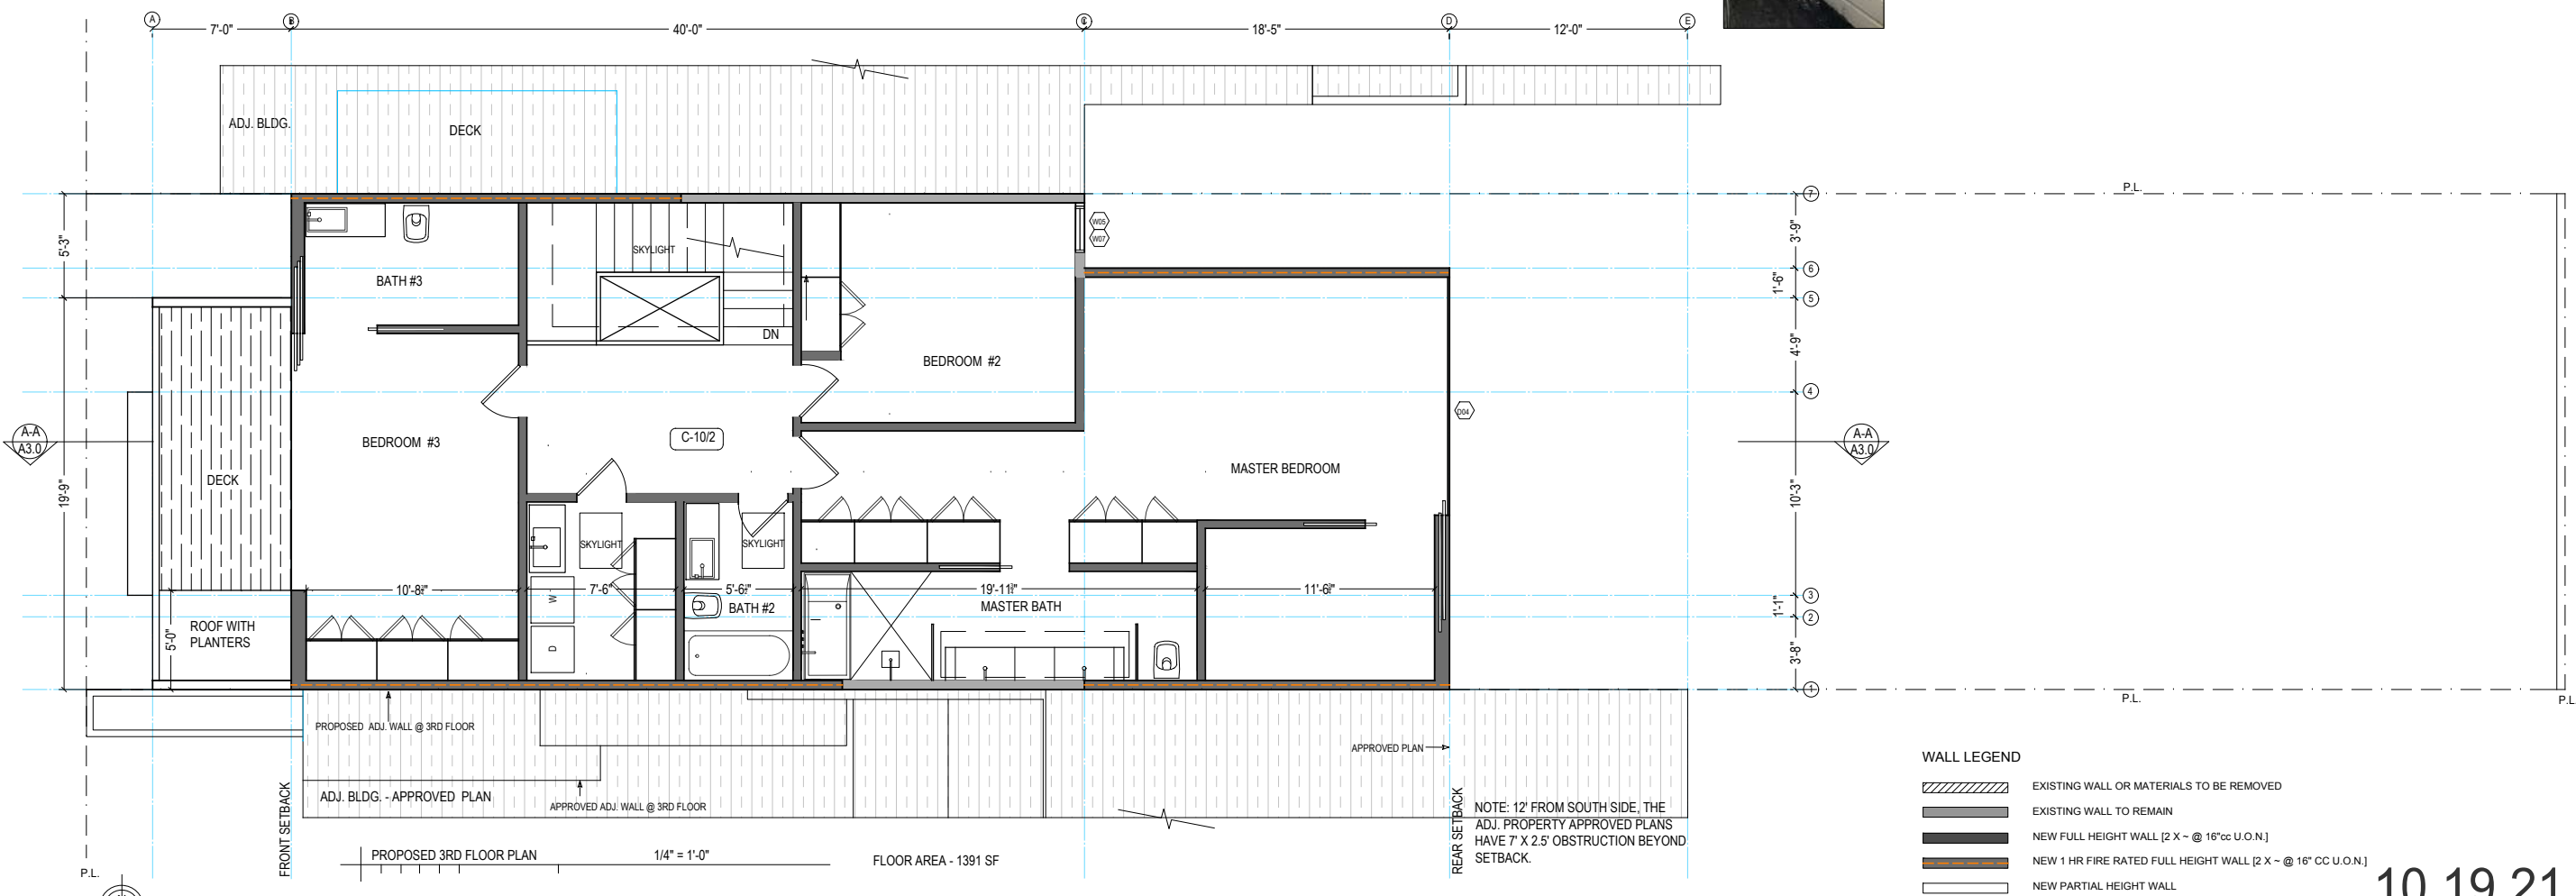 A
B
C
D
E
7'-0"
40'-0"
18'-5"
12'-0"
ADJ. BLDG.
DECK
P.L.
7
W05
W07
3'-9"
5'-3"
SKYLIGHT
BATH #3
6
1'-6"
5
DN
4'-9"
BEDROOM #2
4
D04
A-A
A3.0
BEDROOM #3
C-10/2
A-A
A3.0
MASTER BEDROOM
DECK
19'-9"
10'-3"
SKYLIGHT
SKYLIGHT
7'-6"
W
BATH #2
MASTER BATH
3
1'-1"
2
ROOF WITH
PLANTERS
5'-0"
D
3'-8"
1
P.L.
P.L.
PROPOSED ADJ. WALL @ 3RD FLOOR
APPROVED PLAN
ADJ. BLDG. - APPROVED PLAN
APPROVED ADJ. WALL @ 3RD FLOOR
FRONT SETBACK
REAR SETBACK
NOTE: 12' FROM SOUTH SIDE, THE
ADJ. PROPERTY APPROVED PLANS
HAVE 7' X 2.5' OBSTRUCTION BEYOND
SETBACK.
PROPOSED 3RD FLOOR PLAN
1/4" = 1'-0"
FLOOR AREA - 1391 SF
P.L.
WALL LEGEND
EXISTING WALL OR MATERIALS TO BE REMOVED
EXISTING WALL TO REMAIN
NEW FULL HEIGHT WALL [2 X ~ @ 16"cc U.O.N.]
NEW 1 HR FIRE RATED FULL HEIGHT WALL [2 X ~ @ 16" CC U.O.N.]
NEW PARTIAL HEIGHT WALL
10.19.21